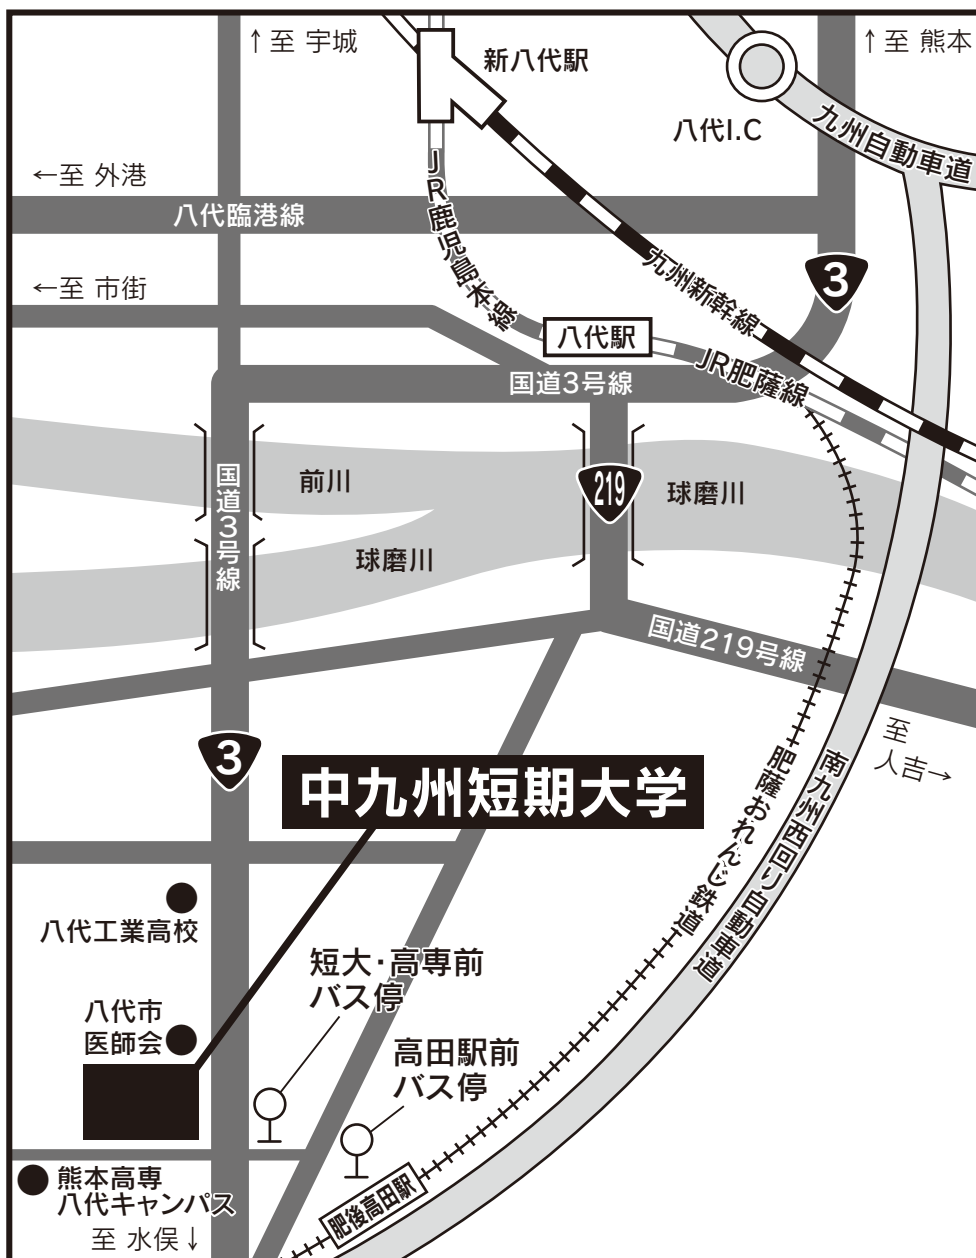 ↑至 宇城
新八代駅
↑至 熊本
八代I.C
九州自動車道
←至 外港
八代臨港線
JR鹿児島本線
九州新幹線
3
←至 市街
八代駅
JR肥薩線
国道3号線
国道3号線
前川
219
球磨川
球磨川
国道219号線
3
至
人吉→
中九州短期大学
肥薩おれんじ鉄道
南九州西回り自動車道
八代工業高校
短大・高専前
バス停
八代市
医師会
高田駅前
バス停
熊本高専
八代キャンパス
肥後高田駅
至 水俣↓